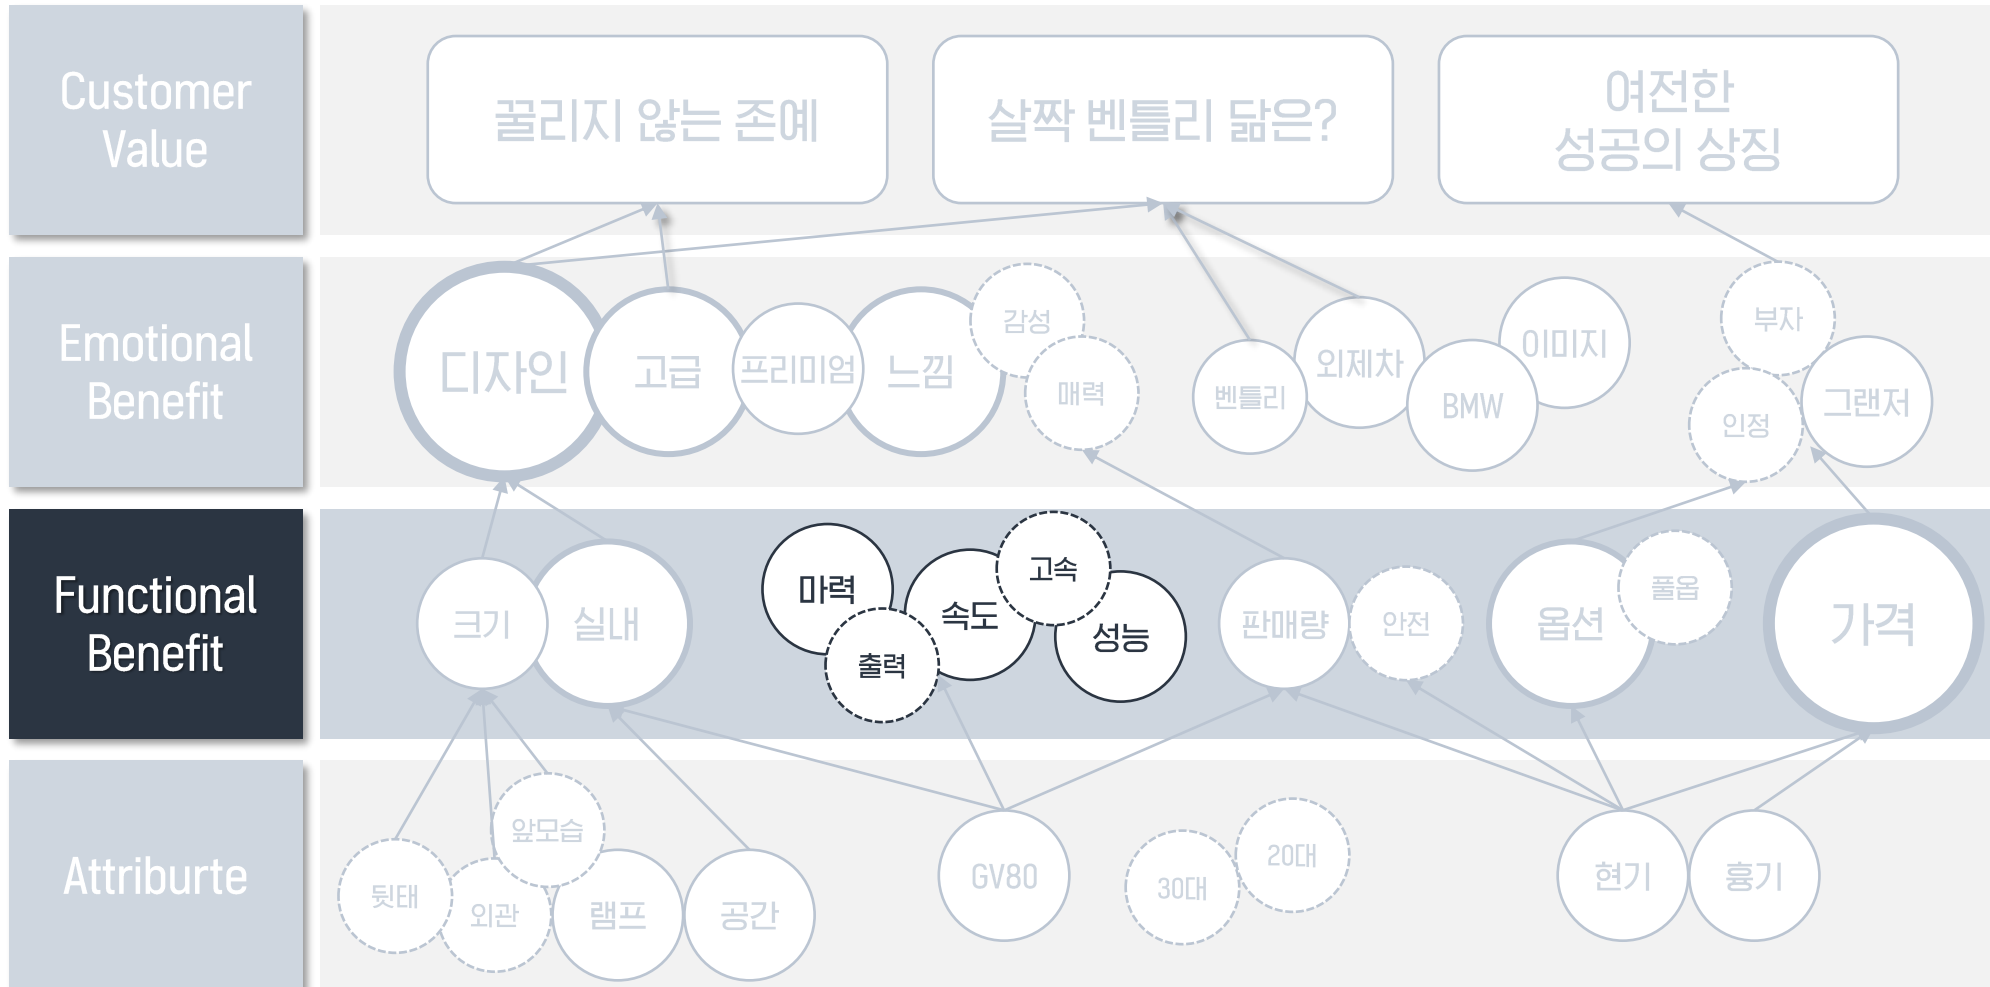 Customer
Value
꿀리지 않는 존예
살짝 벤틀리 닮은?
여전한
성공의 상징
Emotional
Benefit
디자인
고급
프리미엄
느낌
감성
매력
벤틀리
외제차
BMW
이미지
부자
인정
그랜저
Functional
Benefit
크기
실내
마력
출력
속도
고속
성능
판매량
안전
옵션
풀옵
가격
Attriburte
뒷태
외관
앞모습
램프
공간
GV80
30대
20대
현기
흉기